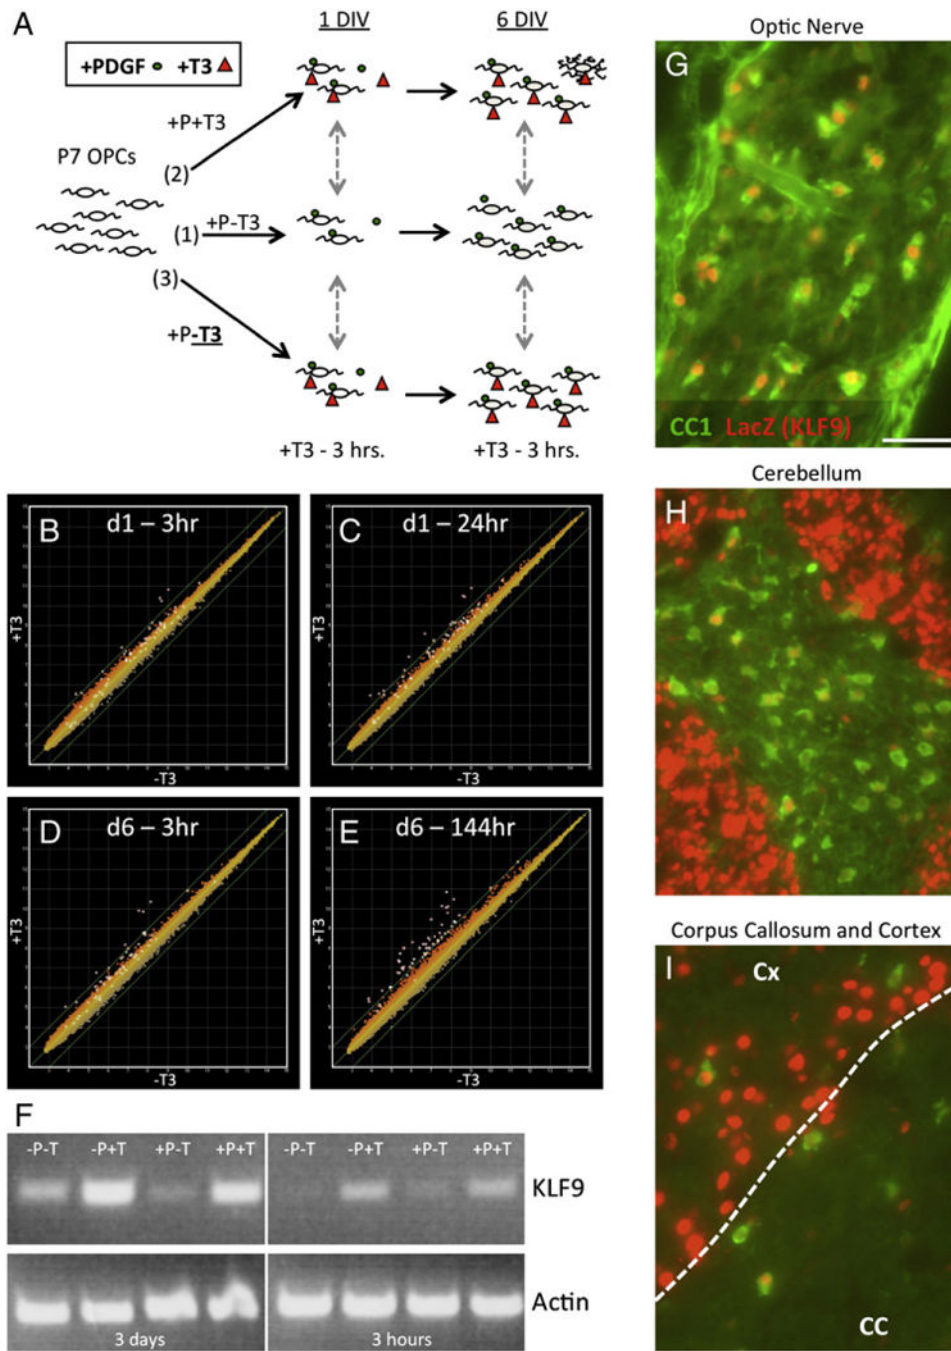 A
1 DIV
6 DIV
+PDGF +T3
+P+T3
P7 OPCs
(2)
(1)
+P-T3
(3)
+P-T3
+T3 - 3 hrs.
+T3 - 3 hrs.
B
d1 – 3hr
+T3
-T3
C
d1 – 24hr
+T3
-T3
D
d6 – 3hr
+T3
-T3
E
d6 – 144hr
+T3
-T3
F
-P-T
-P+T
+P-T
+P+T
-P-T
-P+T
+P-T
+P+T
KLF9
Actin
3 days
3 hours
Optic Nerve
G
CC1 LacZ (KLF9)
Cerebellum
H
Corpus Callosum and Cortex
I
Cx
CC